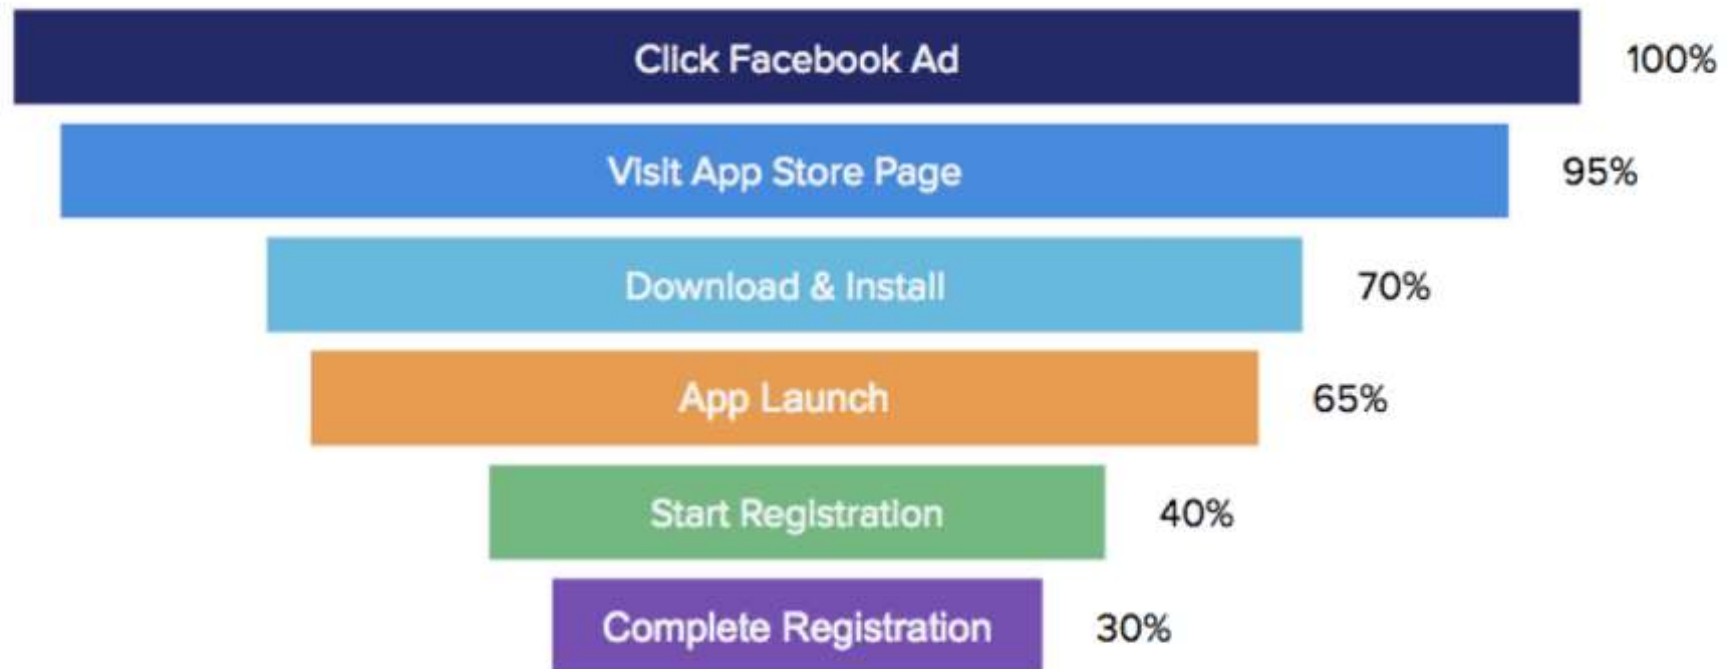 Click Facebook Ad 100%
Visit App Store Page 95%
Download & Install 70%
App Launch 65%
Start Registration 40%
Complete Registration 30%